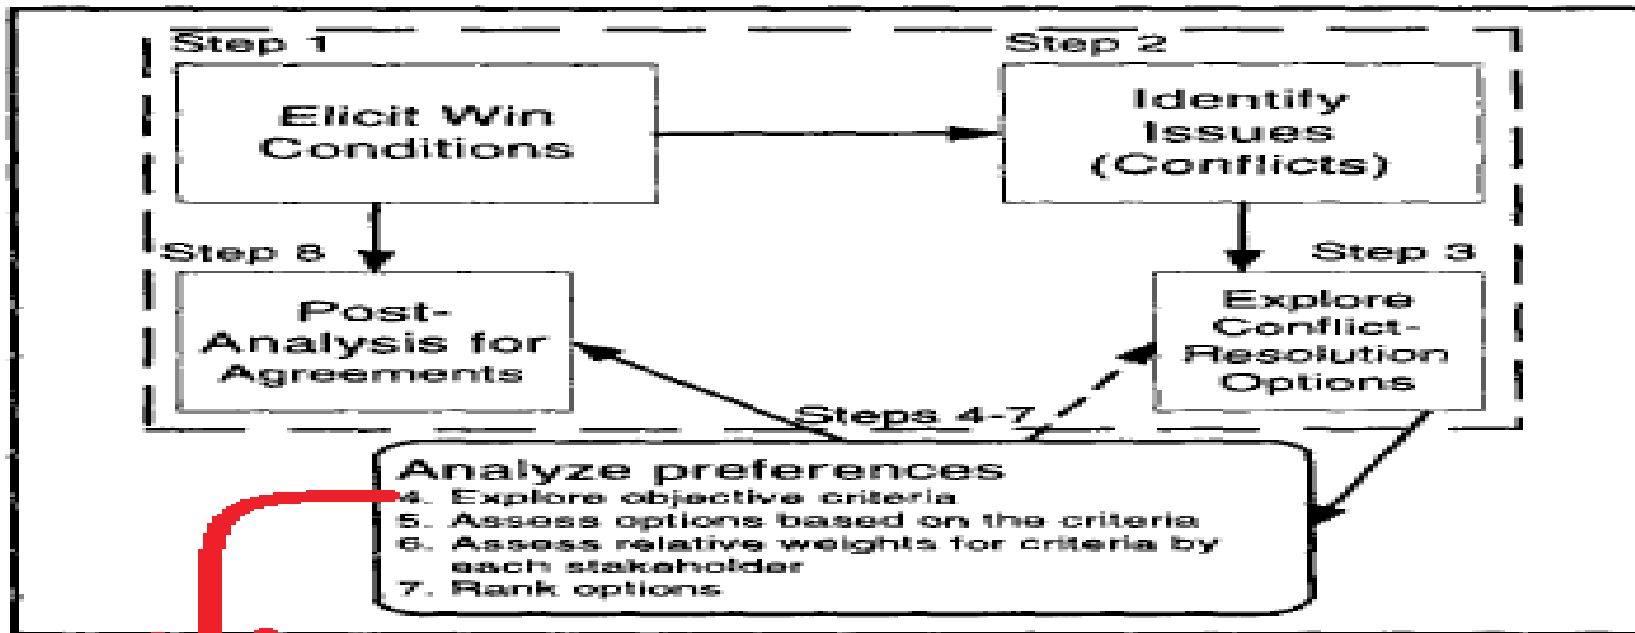 Step 1
Elicit Win
Conditions
Step 2
Identify
Issues
(Conflicts)
Step 8
Post-
Analysis for
Agreements
Step 3
Explore
Conflict-
Resolution
Options
Steps 4-7
Analyze preferences
4. Explore objective criteria
5. Assess options based on the criteria
6. Assess relative weights for criteria by
each stakeholder
7. Rank options